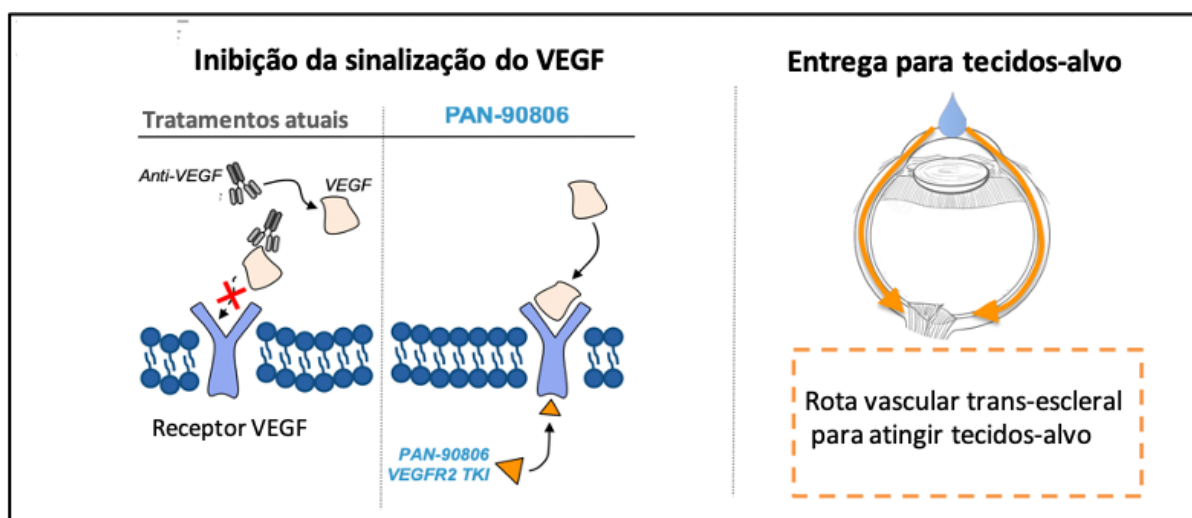 Inibição da sinalização do VEGF
Tratamentos atuais
PAN-90806
Anti-VEGF
VEGF
Receptor VEGF
PAN-90806
VEGFR2 TKI
Entrega para tecidos-alvo
Rota vascular trans-escleral
para atingir tecidos-alvo